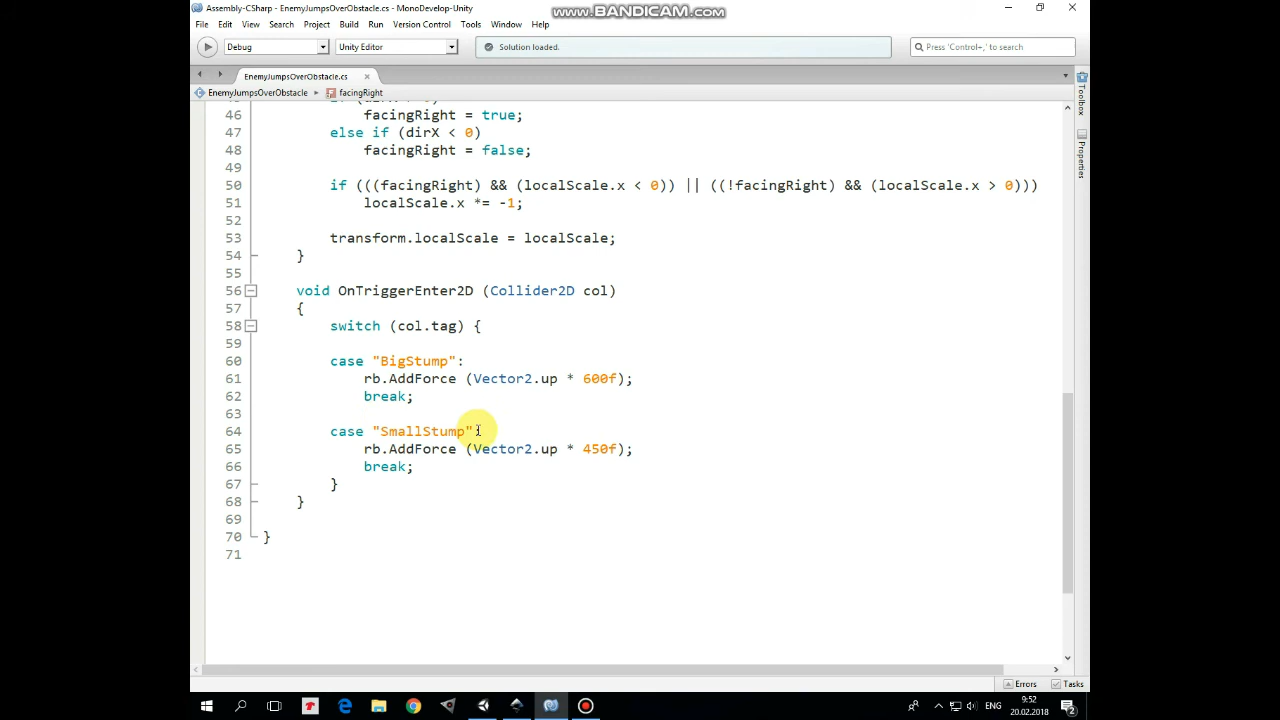 Assembly-CSharp - EnemyJumpsOverObstacle.cs - MonoDevelop-Unity
www.BANDICAM.com
File Edit View Search Project Build Run Version Control Tools Window Help
Debug Unity Editor Solution loaded. Press 'Control+,' to search
EnemyJumpsOverObstacle.cs
EnemyJumpsOverObstacle facingRight
46 facingRight = true;
47 else if (dirX < 0)
48 facingRight = false;
49
50 if (((facingRight) && (localScale.x < 0)) || ((!facingRight) && (localScale.x > 0)))
51 localScale.x *= -1;
52
53 transform.localScale = localScale;
54 }
55
56 void OnTriggerEnter2D (Collider2D col)
57 {
58 switch (col.tag) {
59
60 case "BigStump":
61 rb.AddForce (Vector2.up * 600f);
62 break;
63
64 case "SmallStump":
65 rb.AddForce (Vector2.up * 450f);
66 break;
67 }
68 }
69
70 }
71
Toolbox
Properties
Errors Tasks
ENG
9:52
20.02.2018
2